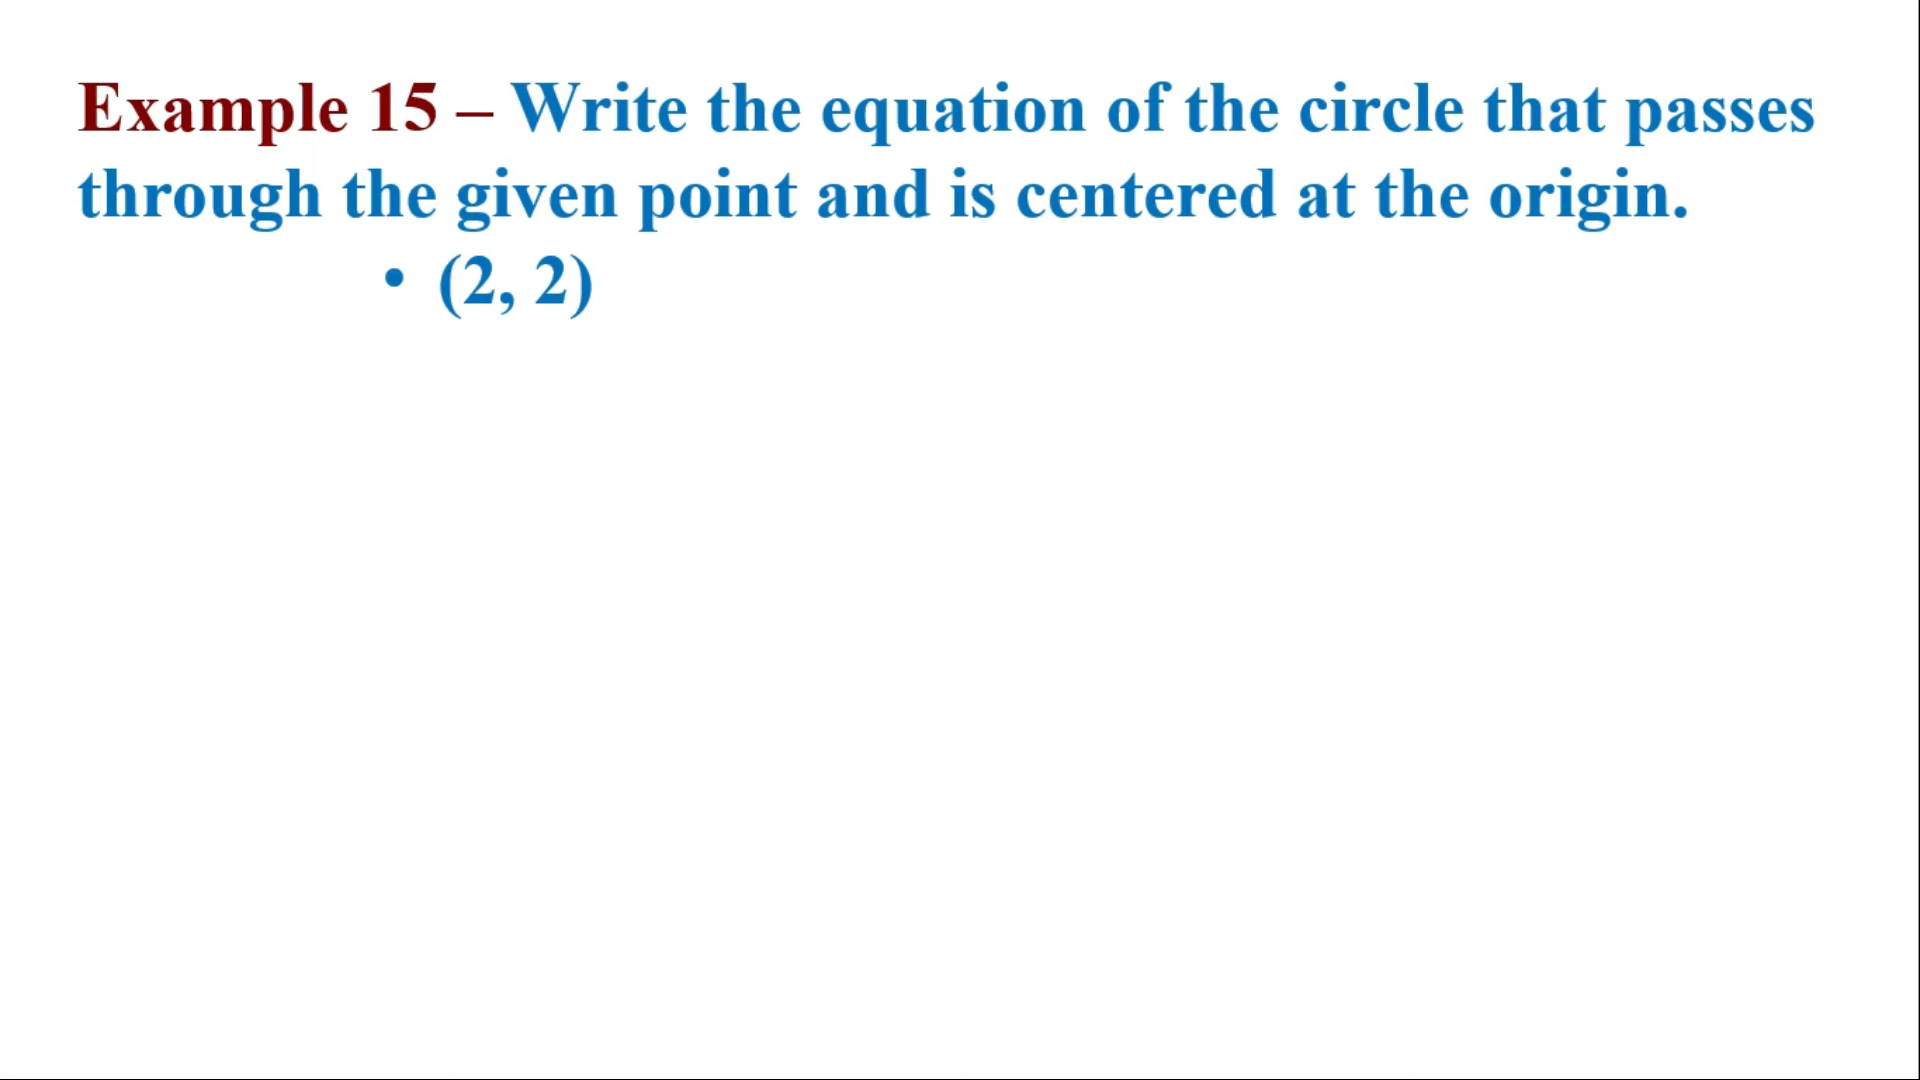 Example 15 – Write the equation of the circle that passes
through the given point and is centered at the origin.
• (2, 2)